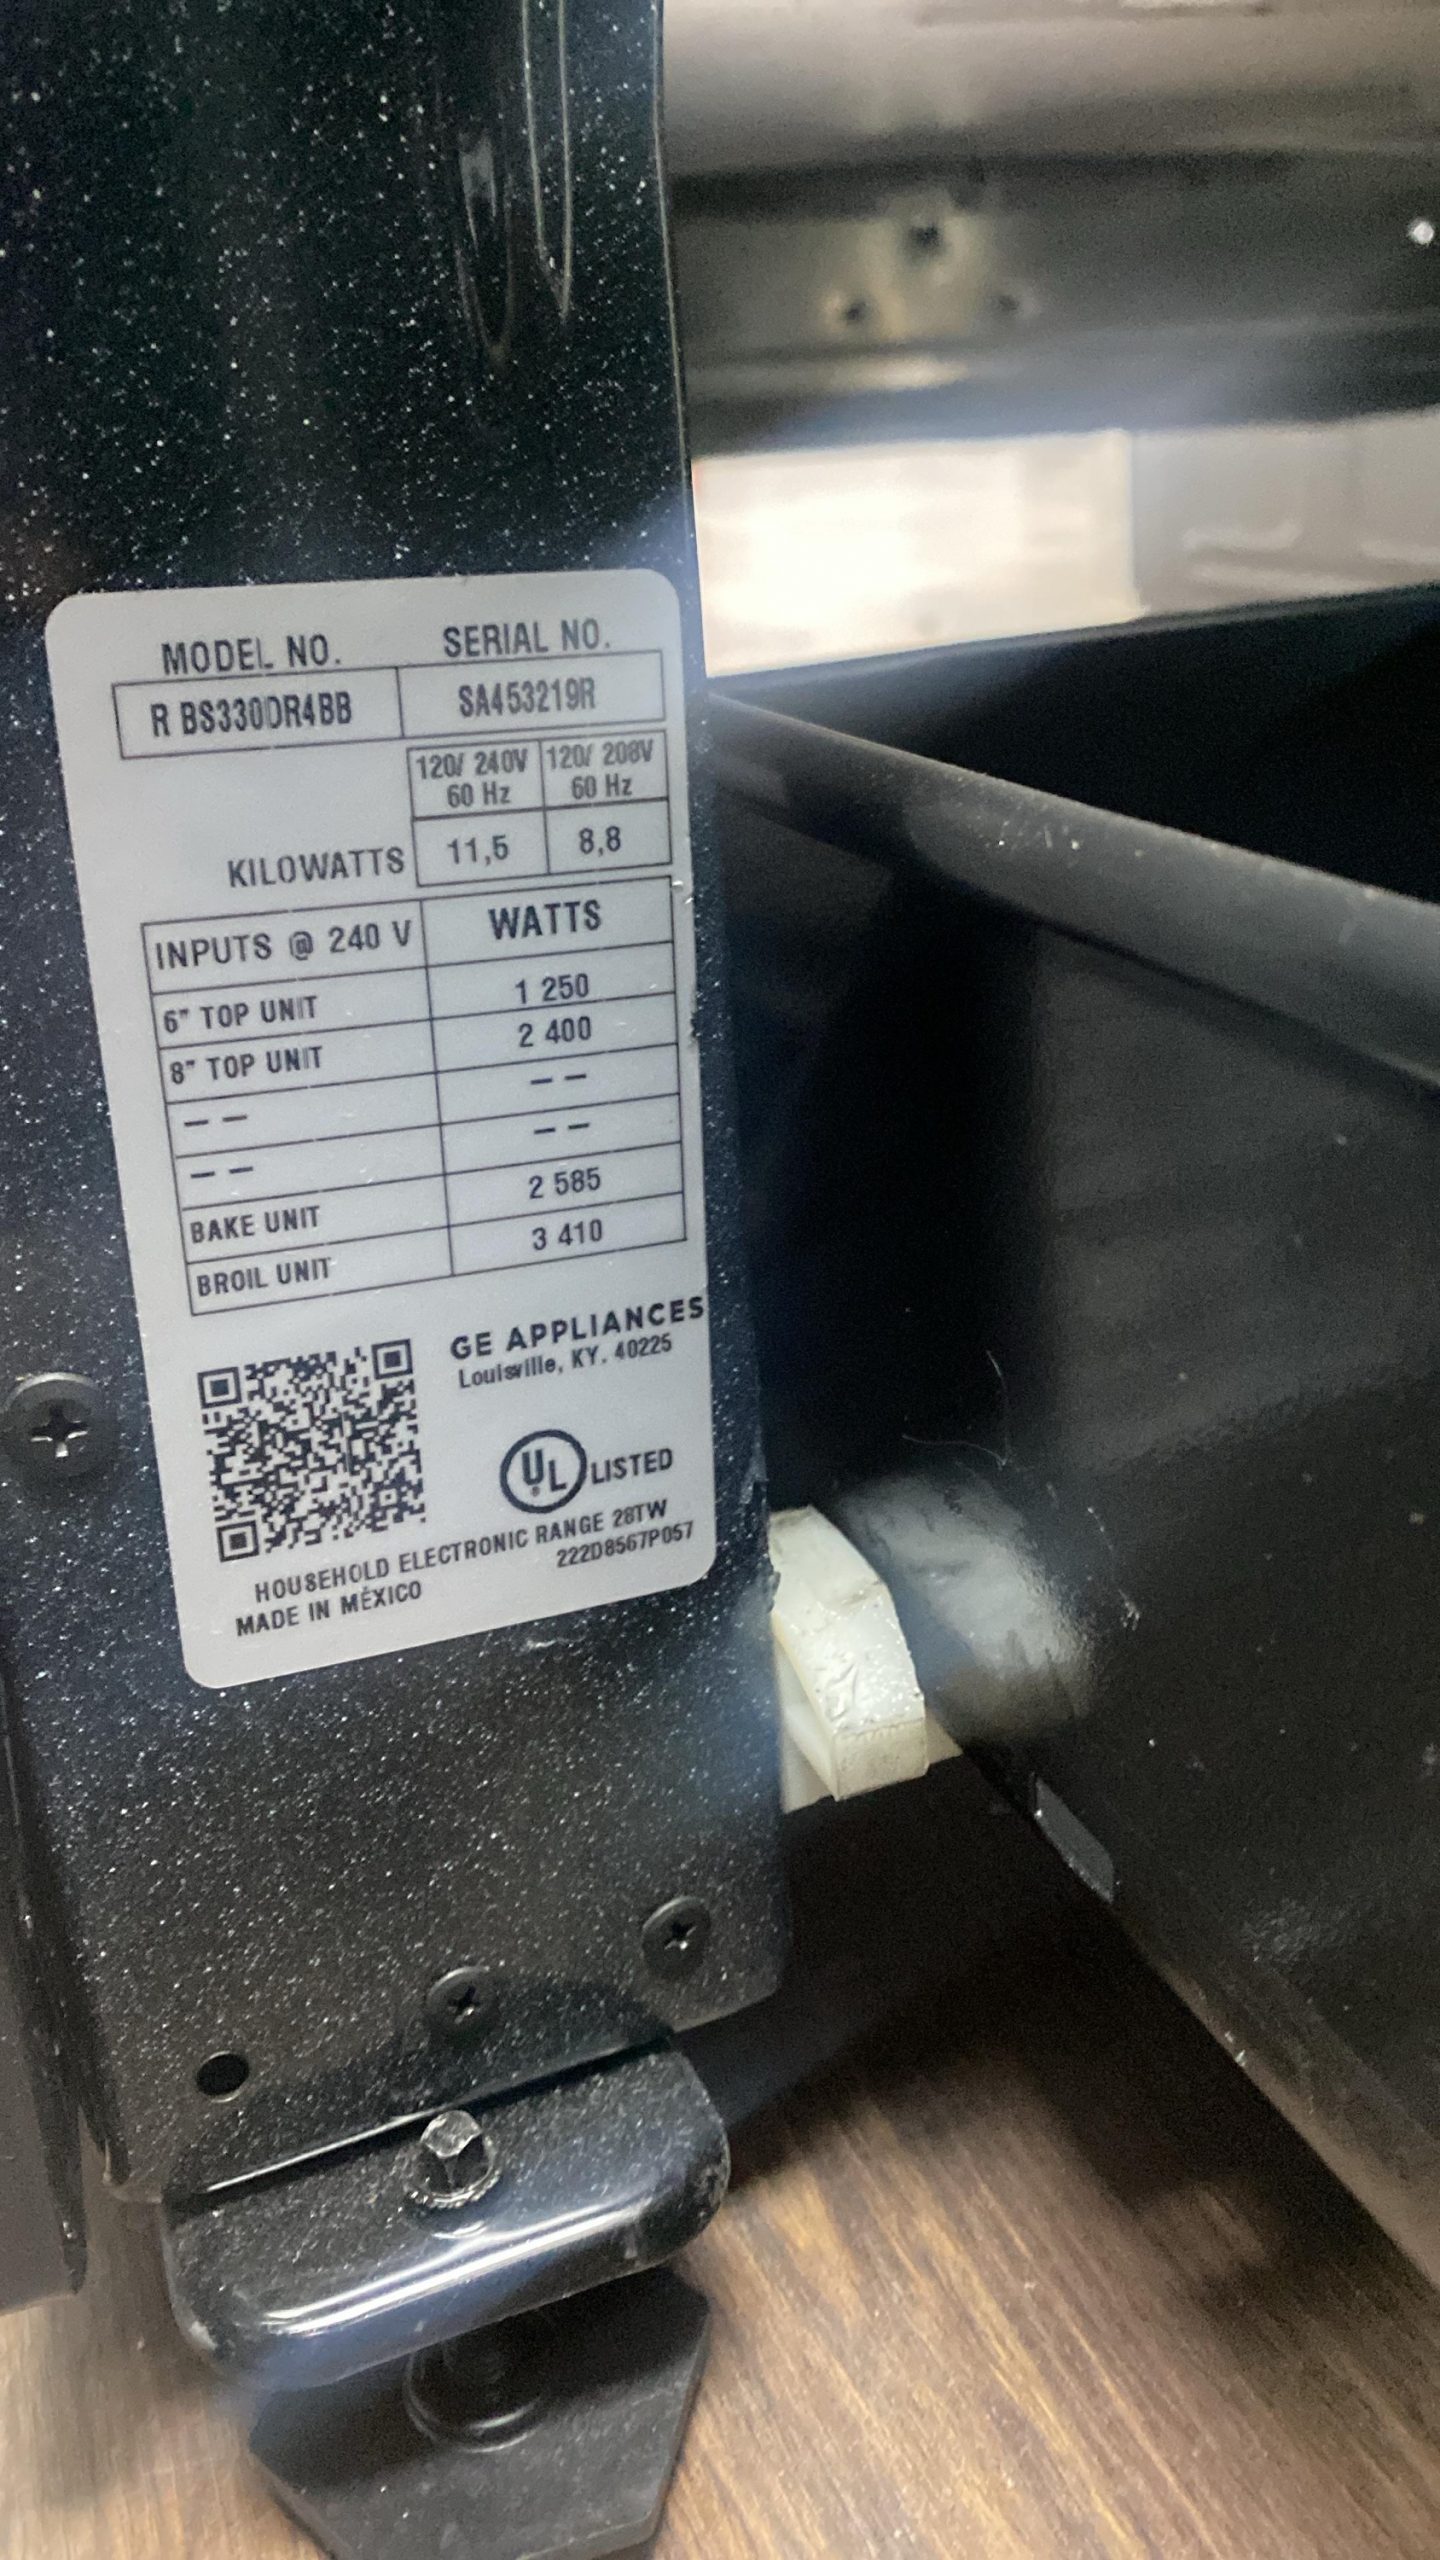 MODEL NO. SERIAL NO.
R BS330DR4BB SA453219R
120/ 240V 120/ 208V
60 Hz 60 Hz
KILOWATTS 11,5 8,8
INPUTS @ 240 V WATTS
6" TOP UNIT 1 250
8" TOP UNIT 2 400
-- --
-- --
BAKE UNIT 2 585
BROIL UNIT 3 410
GE APPLIANCES
Louisville, KY. 40225
UL LISTED
HOUSEHOLD ELECTRONIC RANGE 28TW
MADE IN MÉXICO 222D8567P057